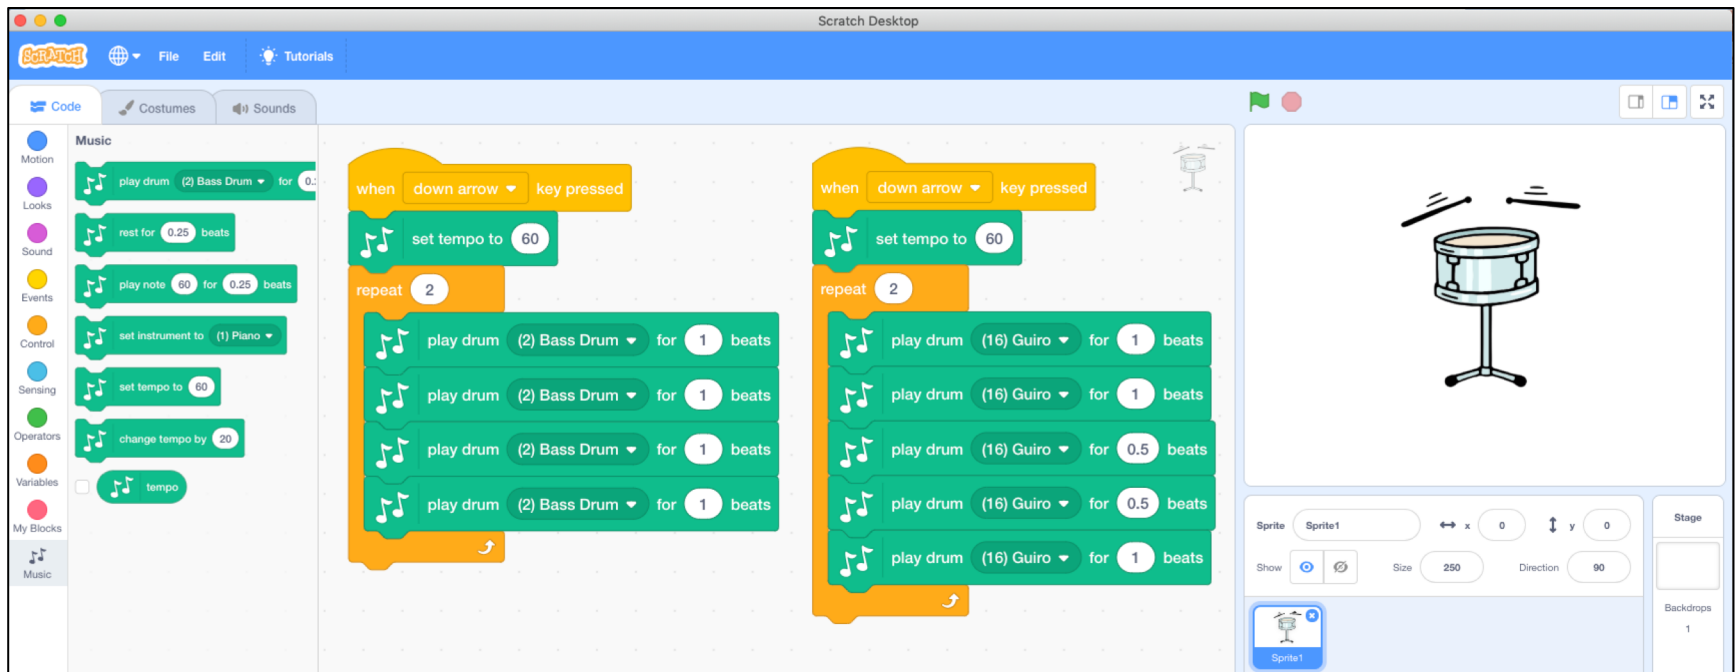 Scratch Desktop
SCRATCH File Edit Tutorials
Code Costumes Sounds
Motion
Looks
Sound
Events
Control
Sensing
Operators
Variables
My Blocks
Music
Music
play drum (2) Bass Drum for
rest for 0.25 beats
play note 60 for 0.25 beats
set instrument to (1) Piano
set tempo to 60
change tempo by 20
tempo
when down arrow key pressed
set tempo to 60
repeat 2
play drum (2) Bass Drum for 1 beats
play drum (2) Bass Drum for 1 beats
play drum (2) Bass Drum for 1 beats
play drum (2) Bass Drum for 1 beats
when down arrow key pressed
set tempo to 60
repeat 2
play drum (16) Guiro for 1 beats
play drum (16) Guiro for 1 beats
play drum (16) Guiro for 0.5 beats
play drum (16) Guiro for 0.5 beats
play drum (16) Guiro for 1 beats
Sprite Sprite1 x 0 y 0
Show Size 250 Direction 90
Sprite1
Stage
Backdrops
1